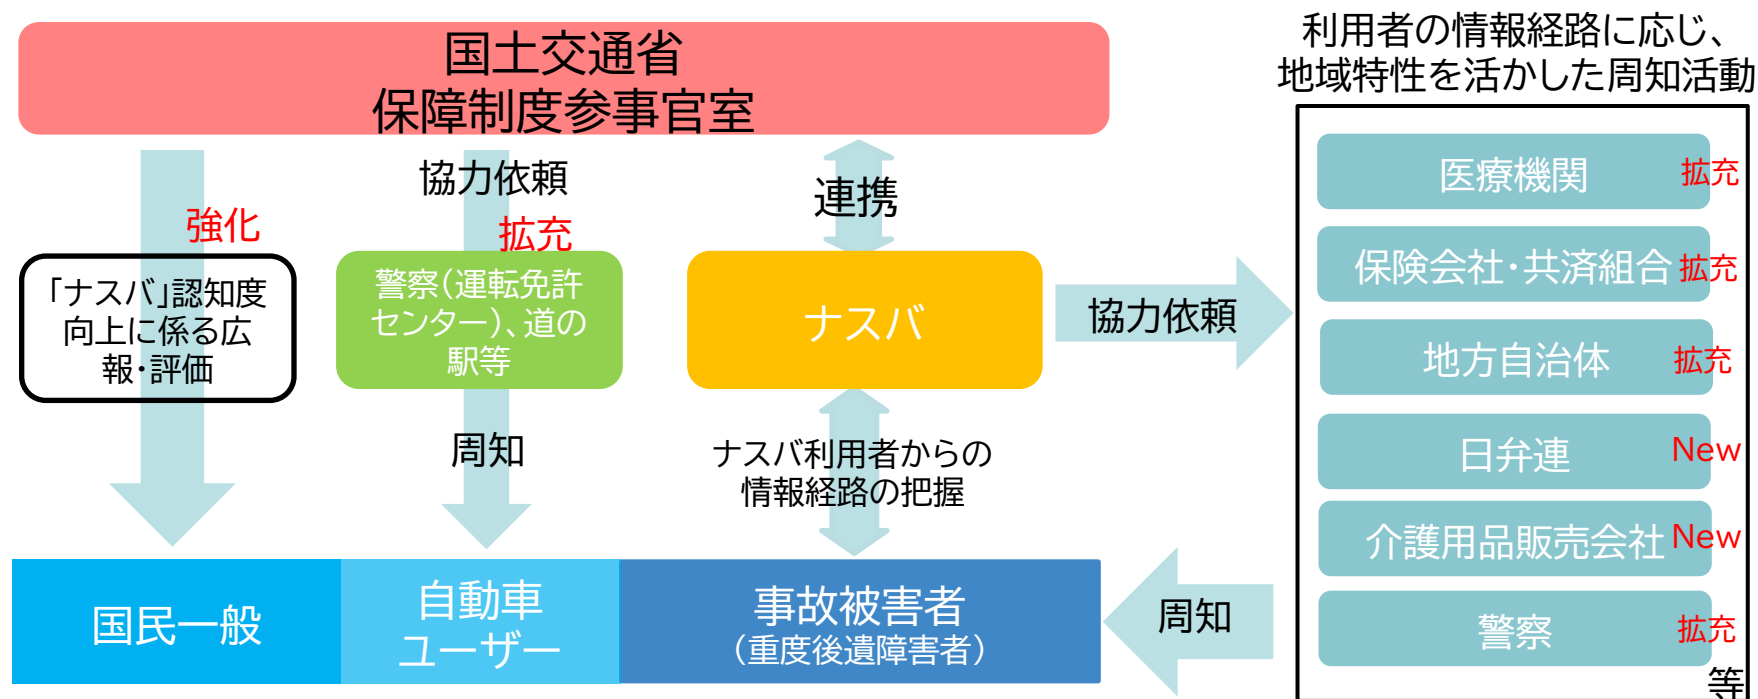 国土交通省
保障制度参事官室
強化
「ナスバ」認知度
向上に係る広
報・評価
協力依頼
拡充
警察(運転免許
センター)、道の
駅等
周知
連携
ナスバ
ナスバ利用者からの
情報経路の把握
協力依頼
利用者の情報経路に応じ、
地域特性を活かした周知活動
医療機関 拡充
保険会社・共済組合 拡充
地方自治体 拡充
日弁連 New
介護用品販売会社 New
警察 拡充
等
周知
国民一般
自動車
ユーザー
事故被害者
(重度後遺障害者)